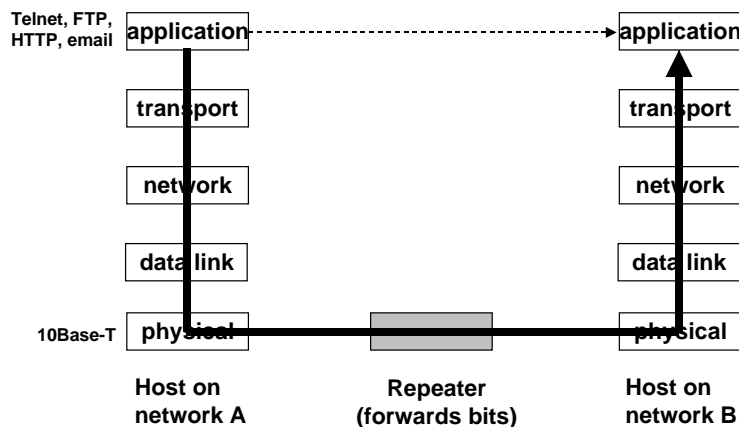 Telnet, FTP,
HTTP, email
application
application
transport
transport
network
network
data link
data link
10Base-T
physical
physical
Host on
network A
Repeater
(forwards bits)
Host on
network B